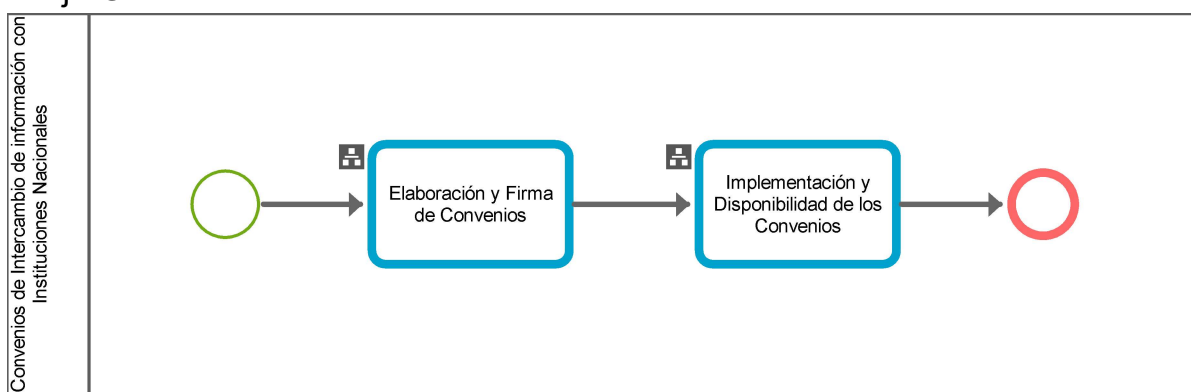 Convenios de Intercambio de información con
Instituciones Nacionales
Elaboración y Firma
de Convenios
Implementación y
Disponibilidad de los
Convenios